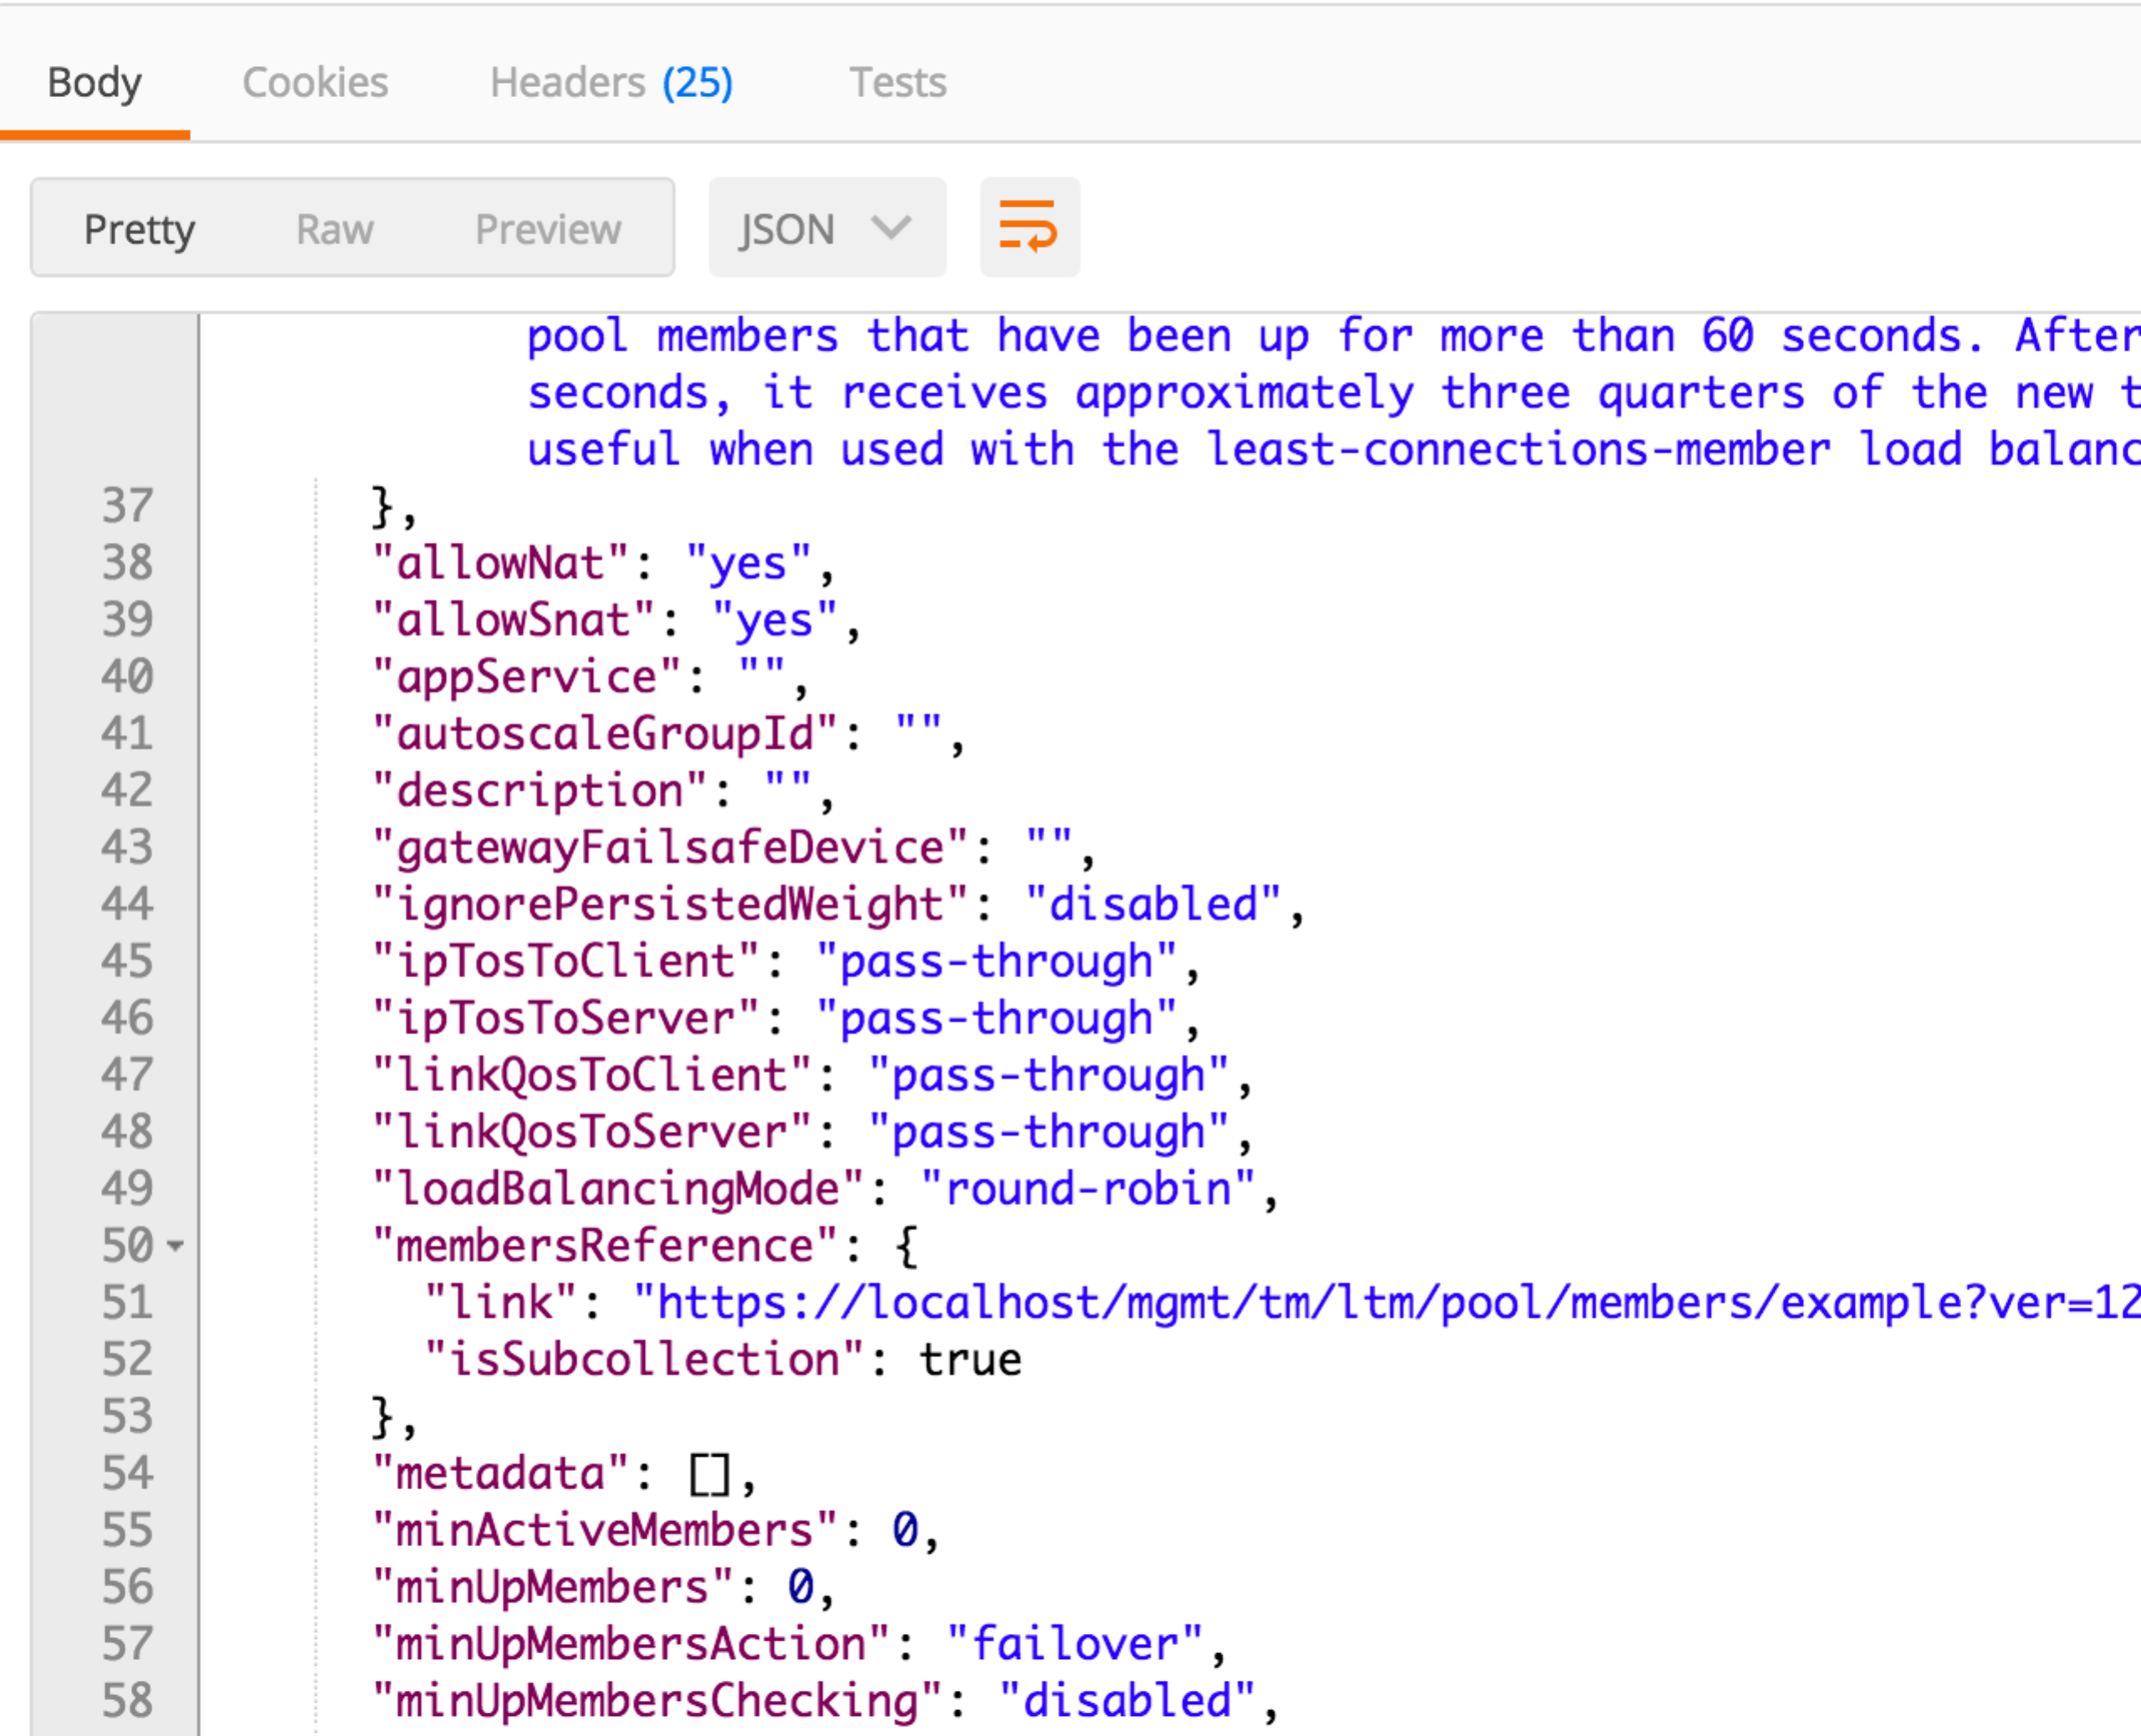 Body Cookies Headers (25) Tests
Pretty Raw Preview JSON
pool members that have been up for more than 60 seconds. After
seconds, it receives approximately three quarters of the new t
useful when used with the least-connections-member load balanc
37 },
38 "allowNat": "yes",
39 "allowSnat": "yes",
40 "appService": "",
41 "autoscaleGroupId": "",
42 "description": "",
43 "gatewayFailsafeDevice": "",
44 "ignorePersistedWeight": "disabled",
45 "ipTosToClient": "pass-through",
46 "ipTosToServer": "pass-through",
47 "linkQosToClient": "pass-through",
48 "linkQosToServer": "pass-through",
49 "loadBalancingMode": "round-robin",
50 "membersReference": {
51 "link": "https://localhost/mgmt/tm/ltm/pool/members/example?ver=12
52 "isSubcollection": true
53 },
54 "metadata": [],
55 "minActiveMembers": 0,
56 "minUpMembers": 0,
57 "minUpMembersAction": "failover",
58 "minUpMembersChecking": "disabled",